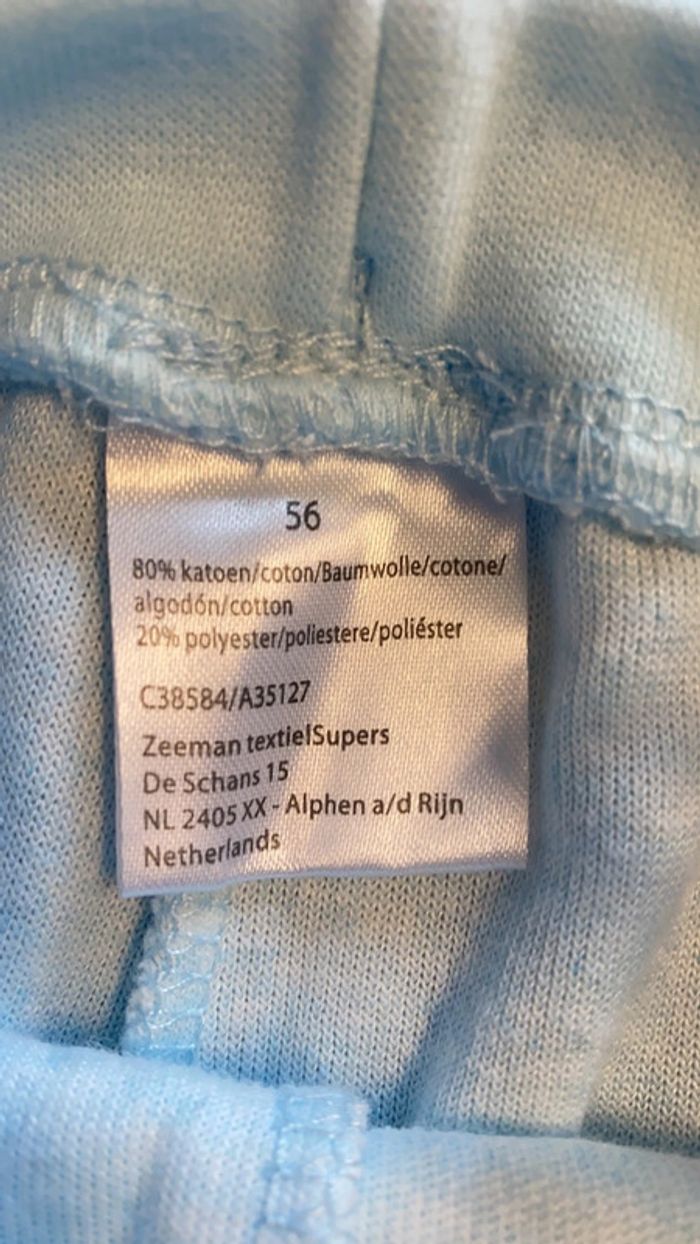 56
80% katoen/coton/Baumwolle/cotone/
algodón/cotton
20% polyester/poliestere/poliéster
C38584/A35127
Zeeman textielSupers
De Schans 15
NL 2405 XX - Alphen a/d Rijn
Netherlands